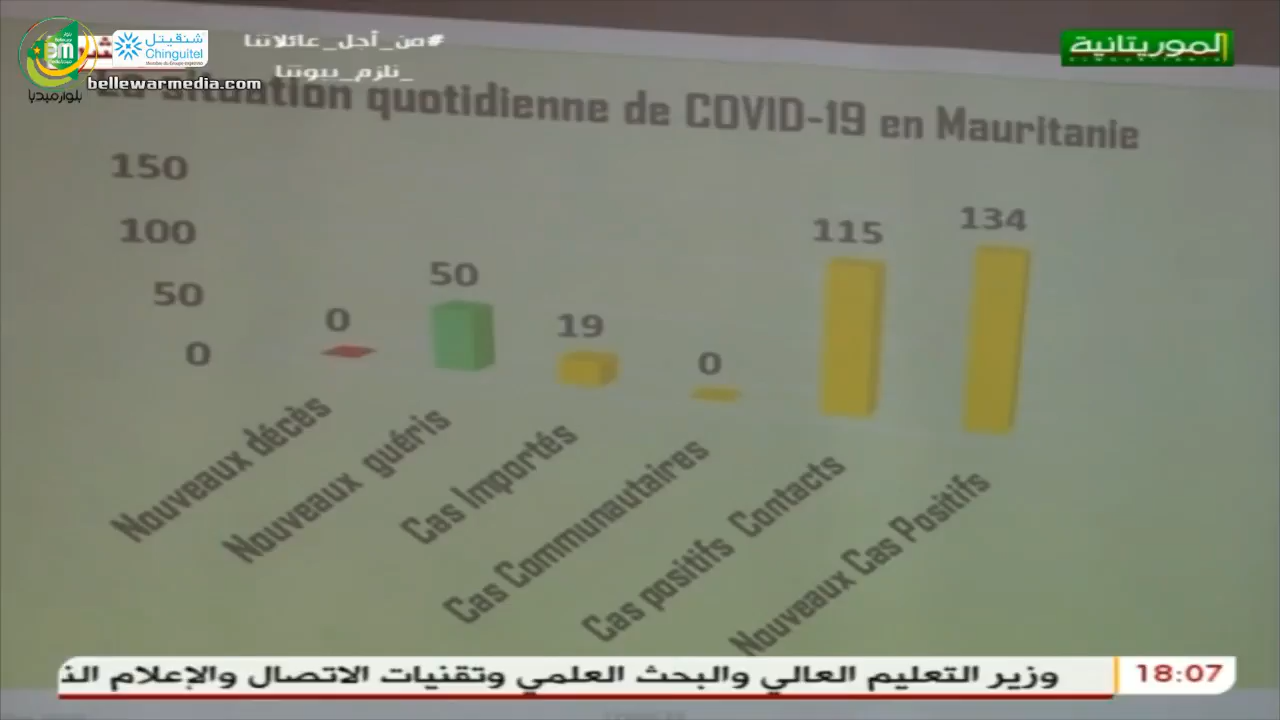 شنقيتل
Chinguitel
bellewarmedia.com
بلوارميديا
#من_أجل_عائلاتنا
_نلزم_بيوتنا
الموريتانية
La situation quotidienne de COVID-19 en Mauritanie
150
100
50
0
0
50
19
0
115
134
Nouveaux décès
Nouveaux guéris
Cas Importés
Cas Communautaires
Cas positifs Contacts
Nouveaux Cas Positifs
وزير التعليم العالي والبحث العلمي وتقنيات الاتصال والإعلام
18:07